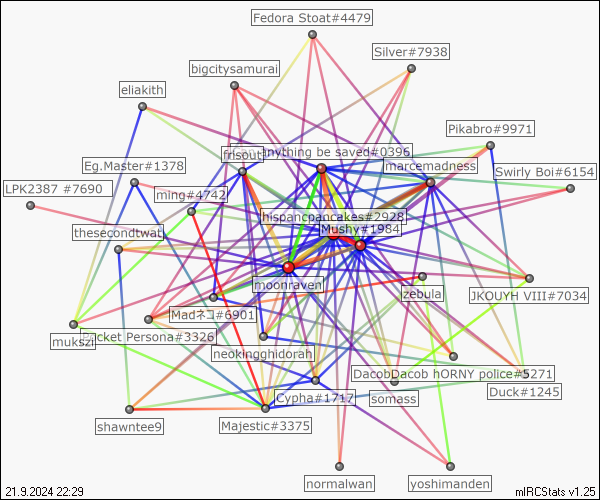 Fedora Stoat#4479
Silver#7938
bigcitysamurai
eliakith
Pikabro#9971
frisout
anything be saved#0396
Eg.Master#1378
marcemadness
Swirly Boi#6154
LPK2387 #7690
ming#4742
hispancpancakes#2928
thesecondtwat
Mushy#1984
moonraven
zebula
JKOUYH VIII#7034
Madネコ#6901
mukszi
Persona#3326
neokingghidorah
DacobDacob hORNY police#5271
Duck#1245
Cypha#1717
somass
shawntee9
Majestic#3375
normalwan
yoshimanden
21.9.2024 22:29
mIRCStats v1.25